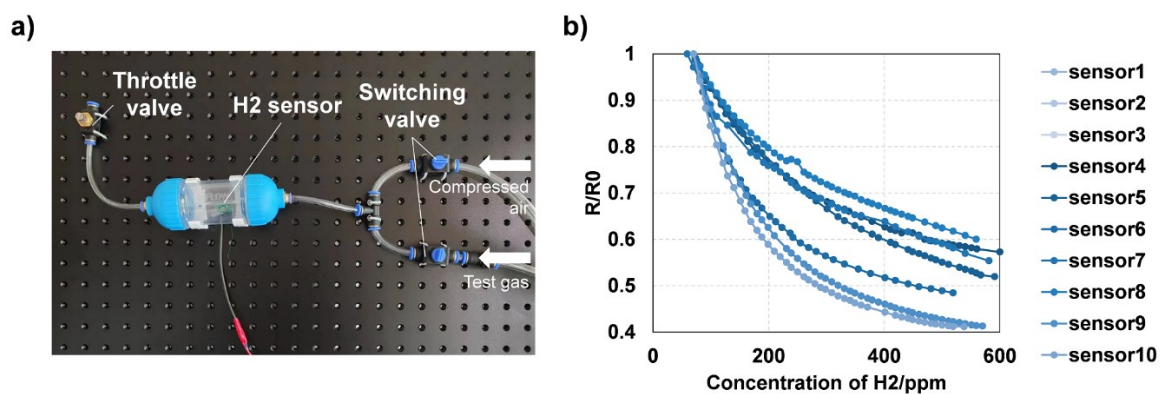 a)
Throttle
valve
H2 sensor
Switching
valve
Compressed
air
Test gas
b)
1
0.9
0.8
0.7
0.6
0.5
0.4
R/R0
0 200 400 600
Concentration of H2/ppm
sensor1
sensor2
sensor3
sensor4
sensor5
sensor6
sensor7
sensor8
sensor9
sensor10